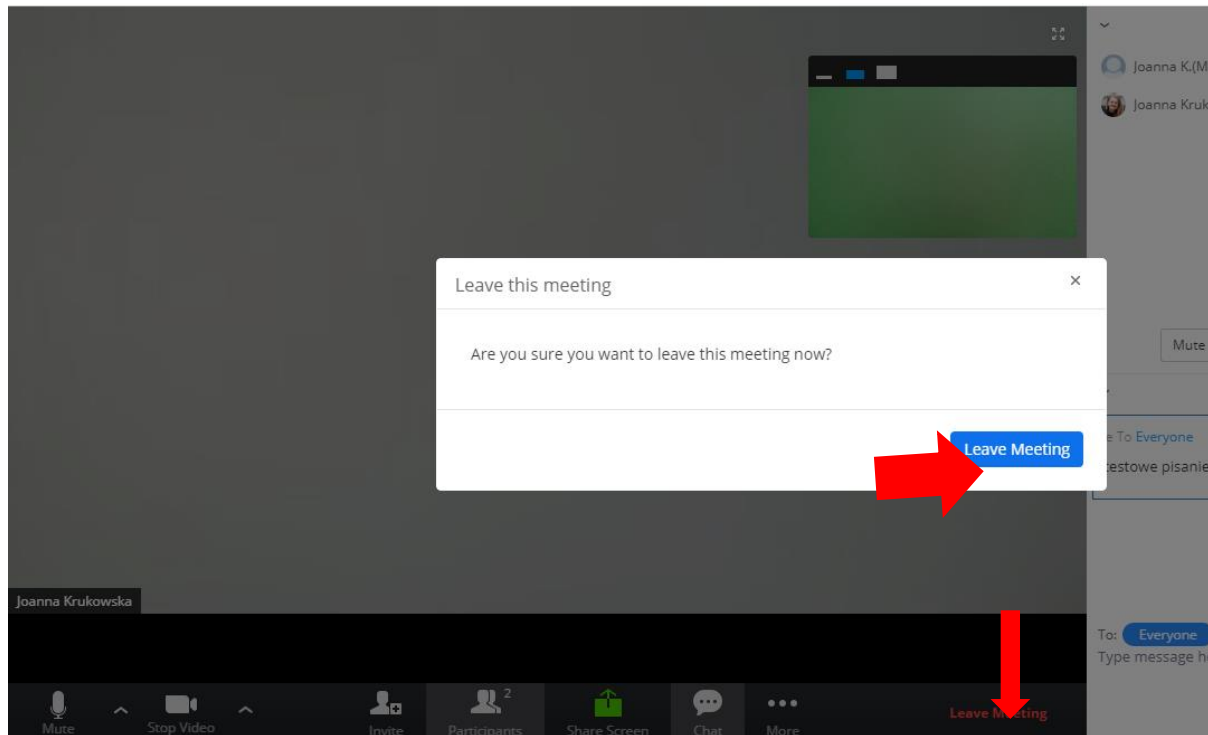 Joanna K.(M
Joanna Kruk
Leave this meeting
×
Are you sure you want to leave this meeting now?
Mute
Leave Meeting
e To Everyone
testowe pisanie
Joanna Krukowska
To: Everyone
Type message h
Mute
Stop Video
Invite
Participants 2
Share Screen
Chat
More
Leave Meeting